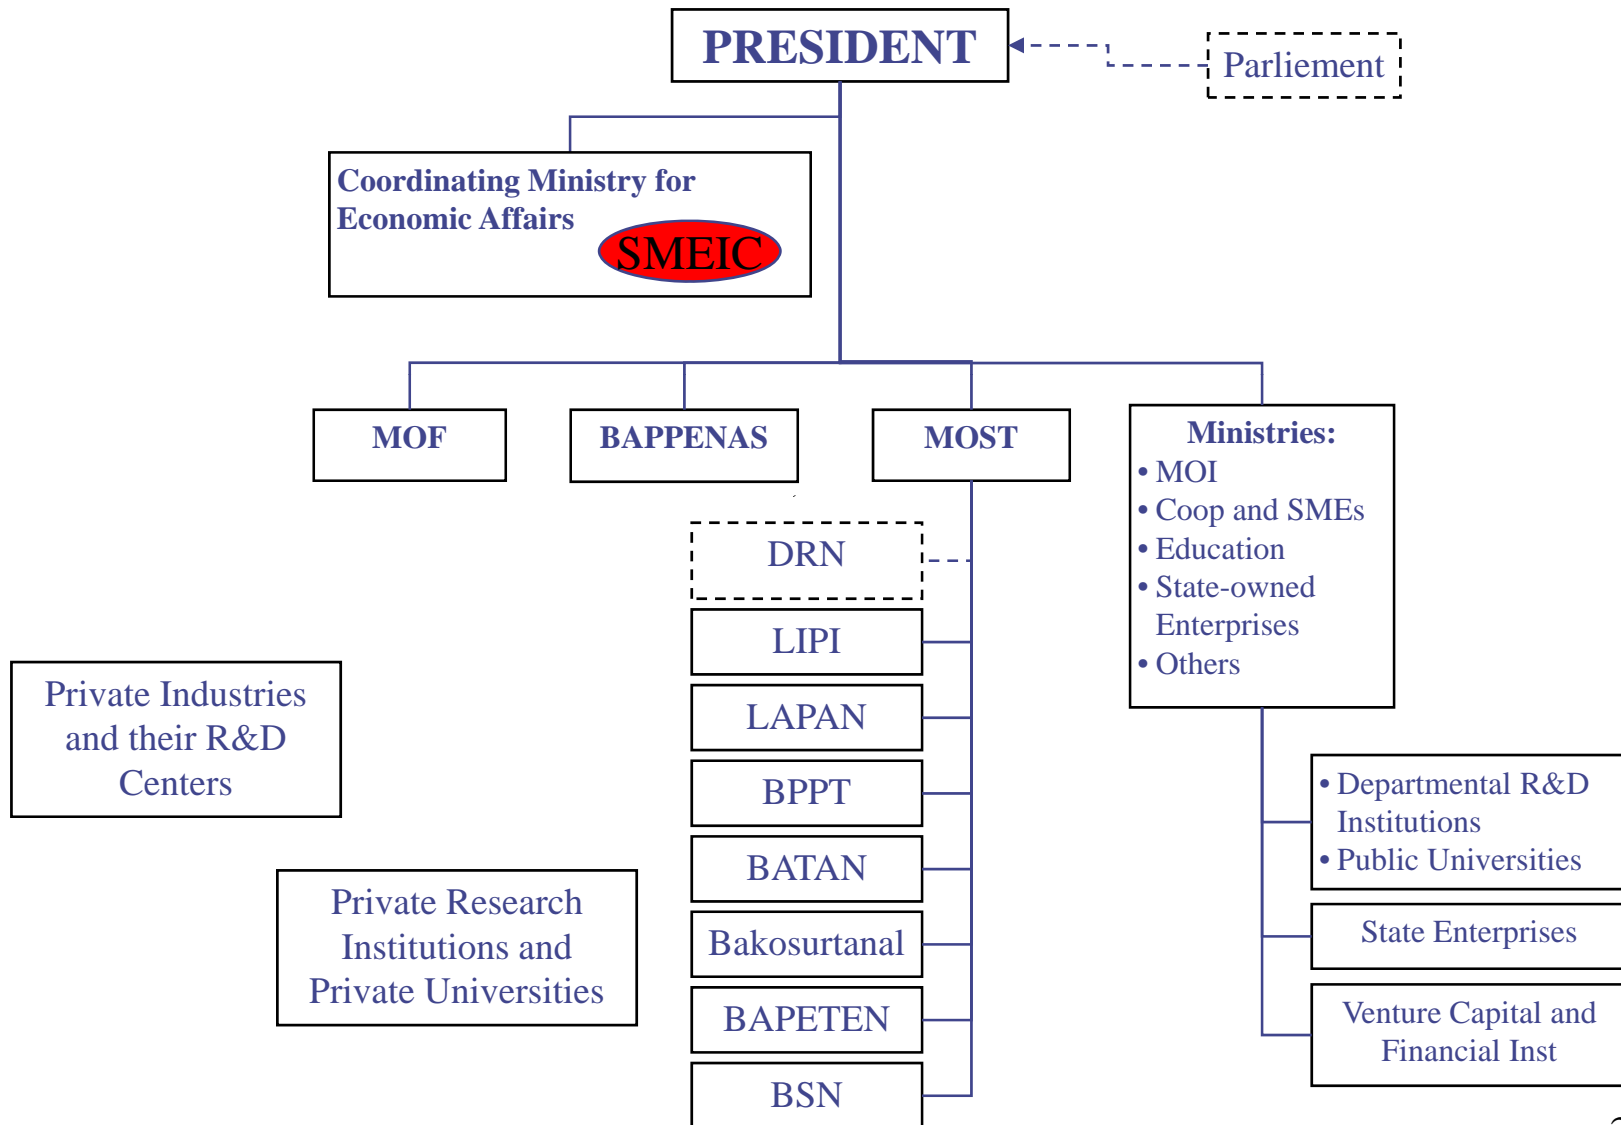 PRESIDENT
Parliement
Coordinating Ministry for
Economic Affairs
SMEIC
MOF
BAPPENAS
MOST
Ministries:
• MOI
• Coop and SMEs
• Education
• State-owned
Enterprises
• Others
DRN
LIPI
LAPAN
BPPT
BATAN
Bakosurtanal
BAPETEN
BSN
Private Industries
and their R&D
Centers
Private Research
Institutions and
Private Universities
• Departmental R&D
Institutions
• Public Universities
State Enterprises
Venture Capital and
Financial Inst